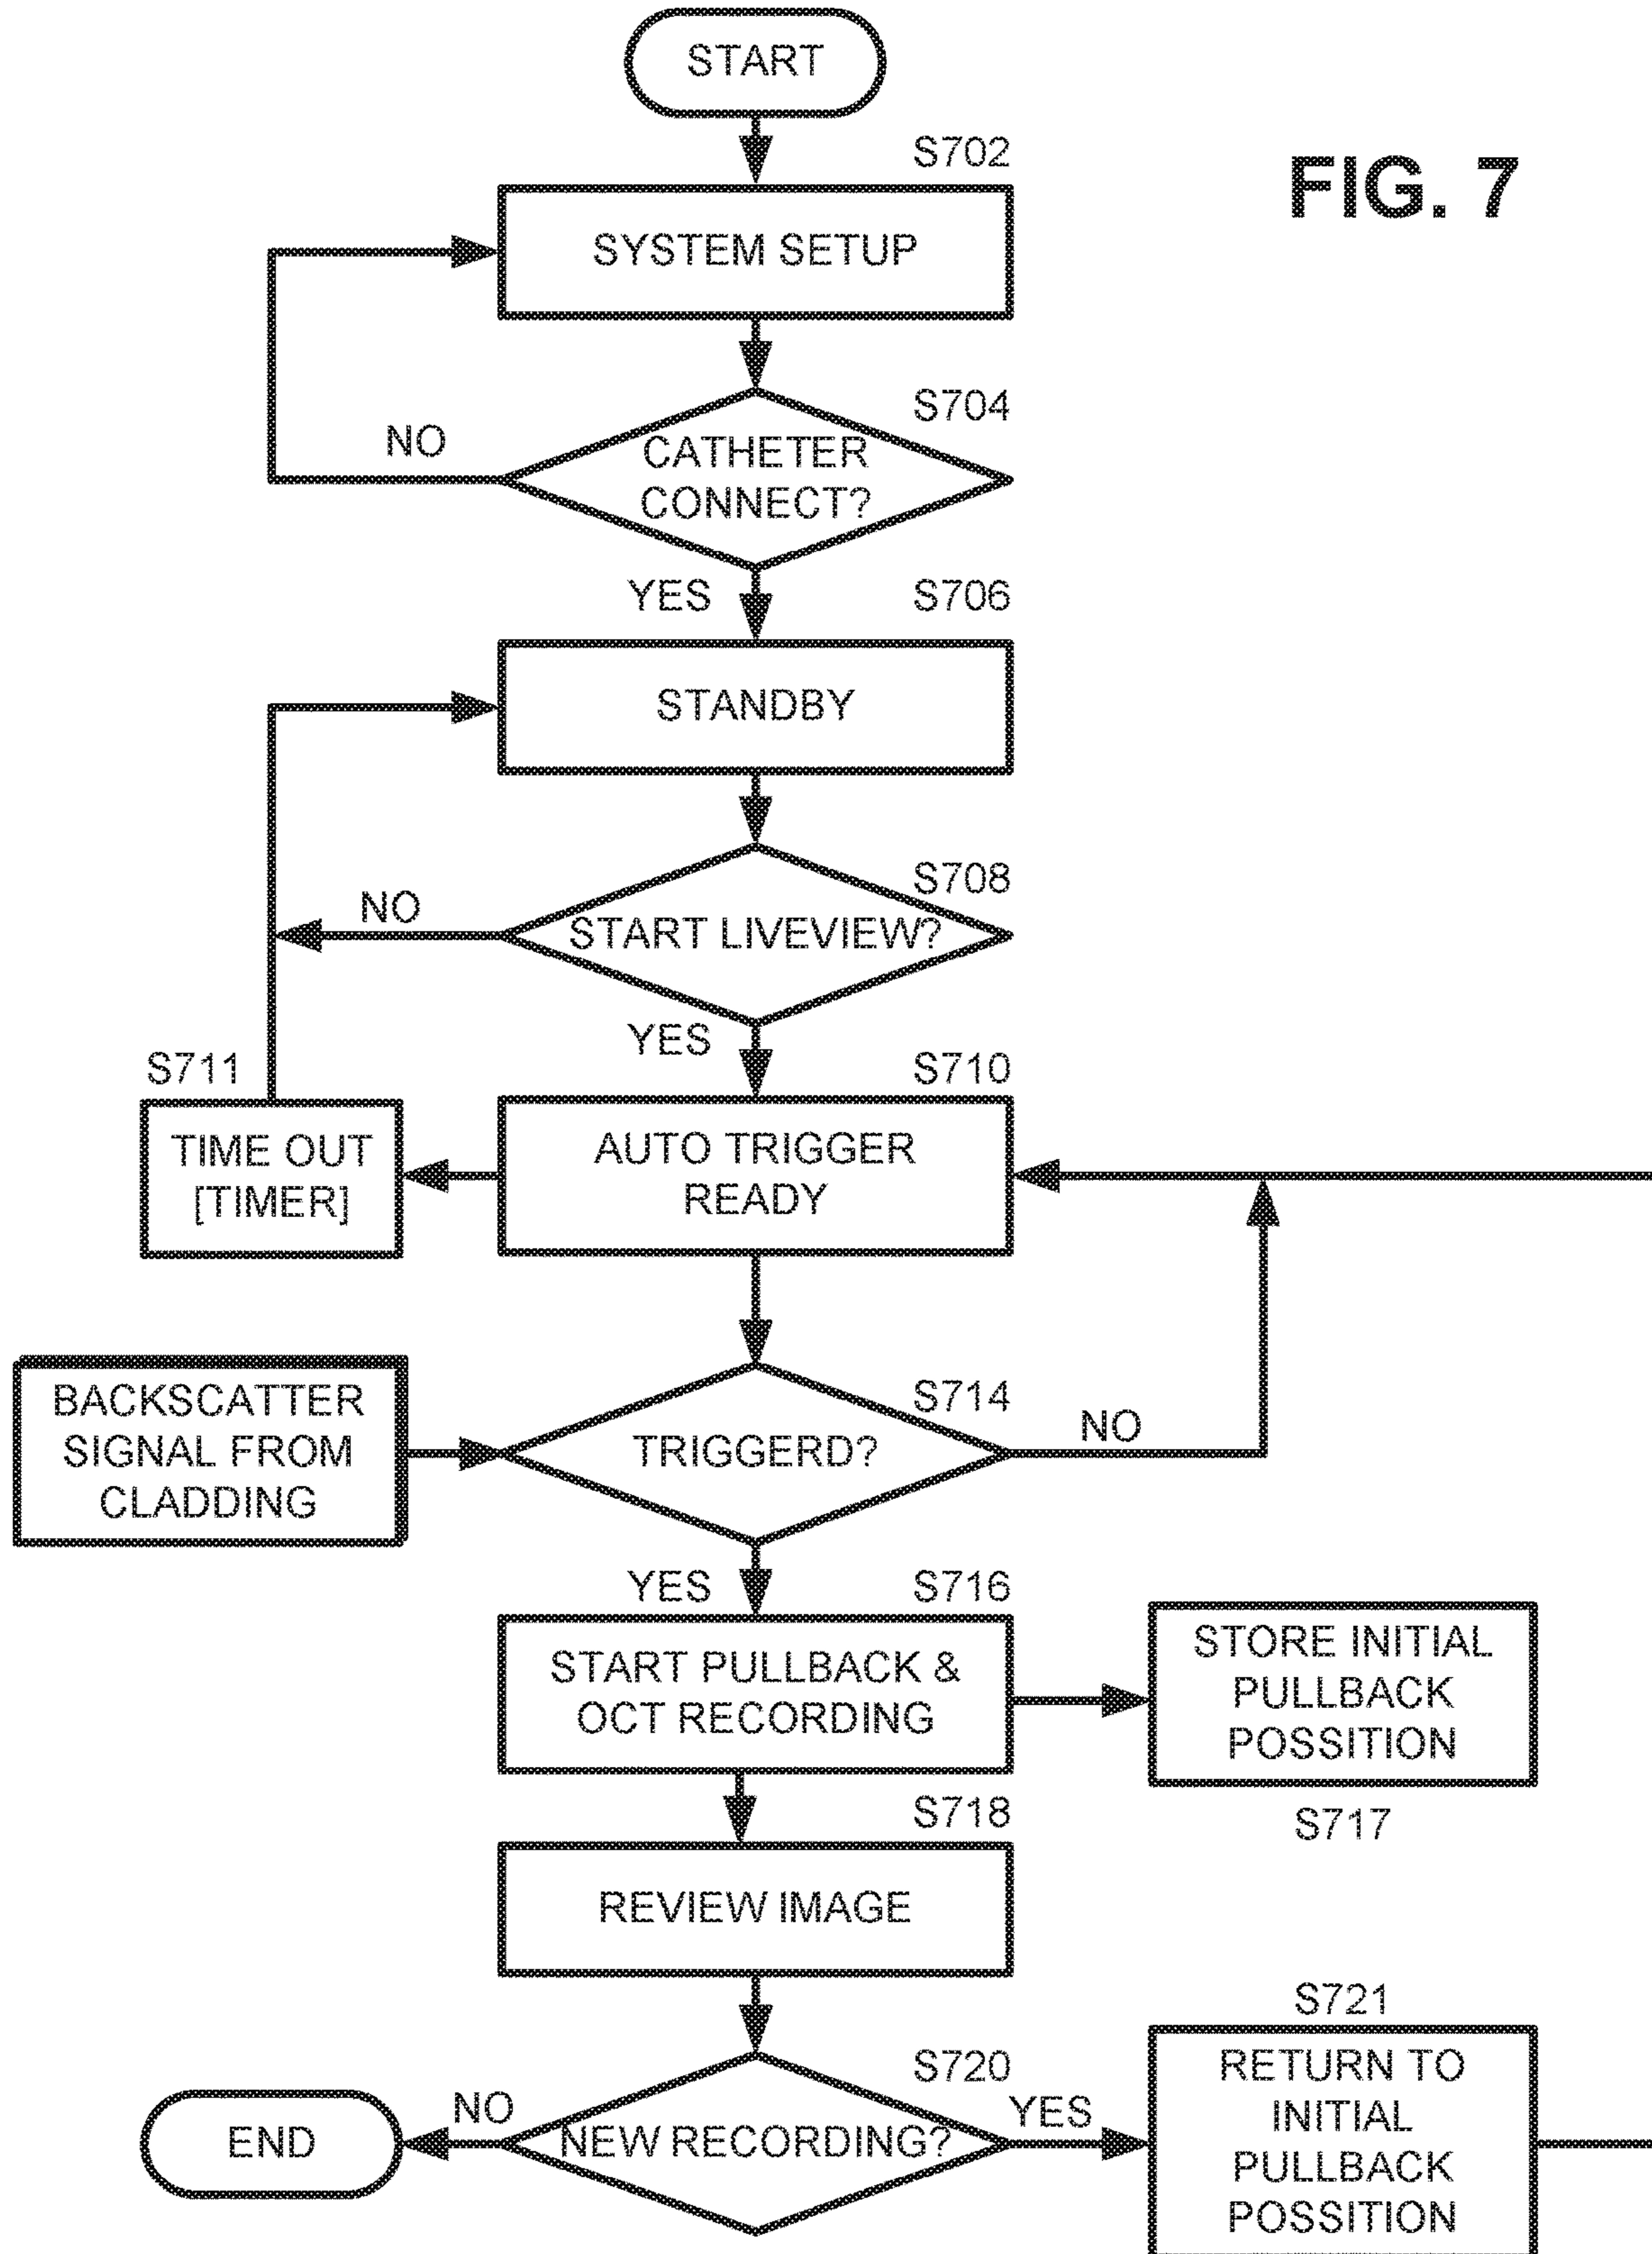 START
S702
FIG. 7
SYSTEM SETUP
S704
NO
CATHETER
CONNECT?
YES
S706
STANDBY
S708
NO
START LIVEVIEW?
YES
S711
S710
TIME OUT
[TIMER]
AUTO TRIGGER
READY
BACKSCATTER
SIGNAL FROM
CLADDING
S714
TRIGGERD?
NO
YES
S716
START PULLBACK &
OCT RECORDING
STORE INITIAL
PULLBACK
POSSITION
S717
S718
REVIEW IMAGE
S720
NEW RECORDING?
NO
END
YES
S721
RETURN TO
INITIAL
PULLBACK
POSSITION